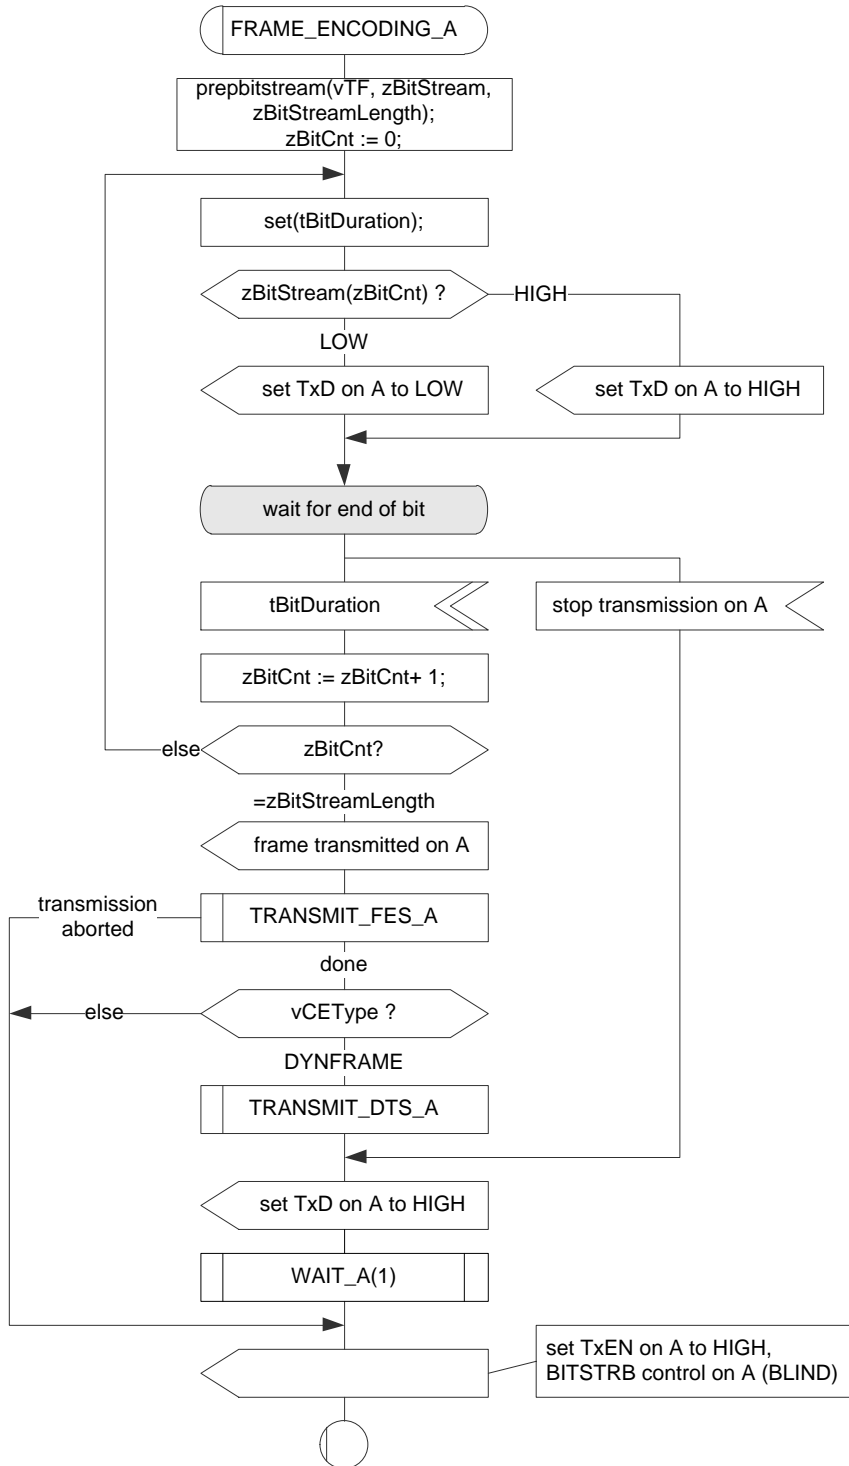 FRAME_ENCODING_A
prepbitstream(vTF, zBitStream,
zBitStreamLength);
zBitCnt := 0;
set(tBitDuration);
zBitStream(zBitCnt) ?
HIGH
LOW
set TxD on A to LOW
set TxD on A to HIGH
wait for end of bit
tBitDuration
stop transmission on A
zBitCnt := zBitCnt+ 1;
else
zBitCnt?
=zBitStreamLength
frame transmitted on A
transmission
aborted
TRANSMIT_FES_A
done
else
vCEType ?
DYNFRAME
TRANSMIT_DTS_A
set TxD on A to HIGH
WAIT_A(1)
set TxEN on A to HIGH,
BITSTRB control on A (BLIND)